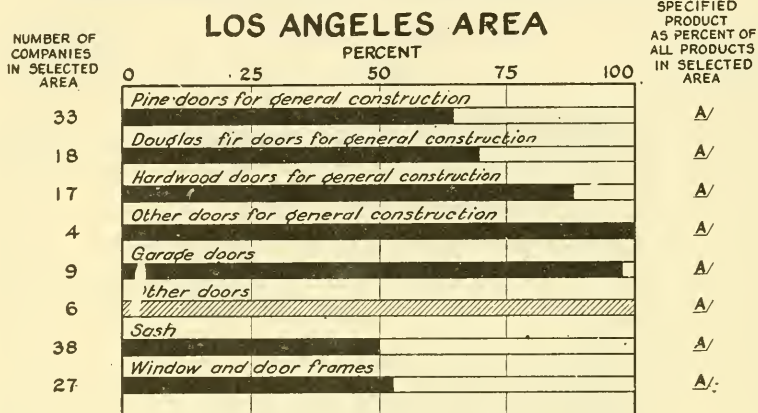 LOS ANGELES AREA
NUMBER OF
COMPANIES
IN SELECTED
AREA
PERCENT
SPECIFIED
PRODUCT
AS PERCENT OF
ALL PRODUCTS
IN SELECTED
AREA
0 25 50 75 100
Pine doors for general construction
33 A/
Douglas fir doors for general construction
18 A/
Hardwood doors for general construction
17 A/
Other doors for general construction
4 A/
Garage doors
9 A/
ther doors
6 A/
Sash
38 A/
Window and door frames
27 A/